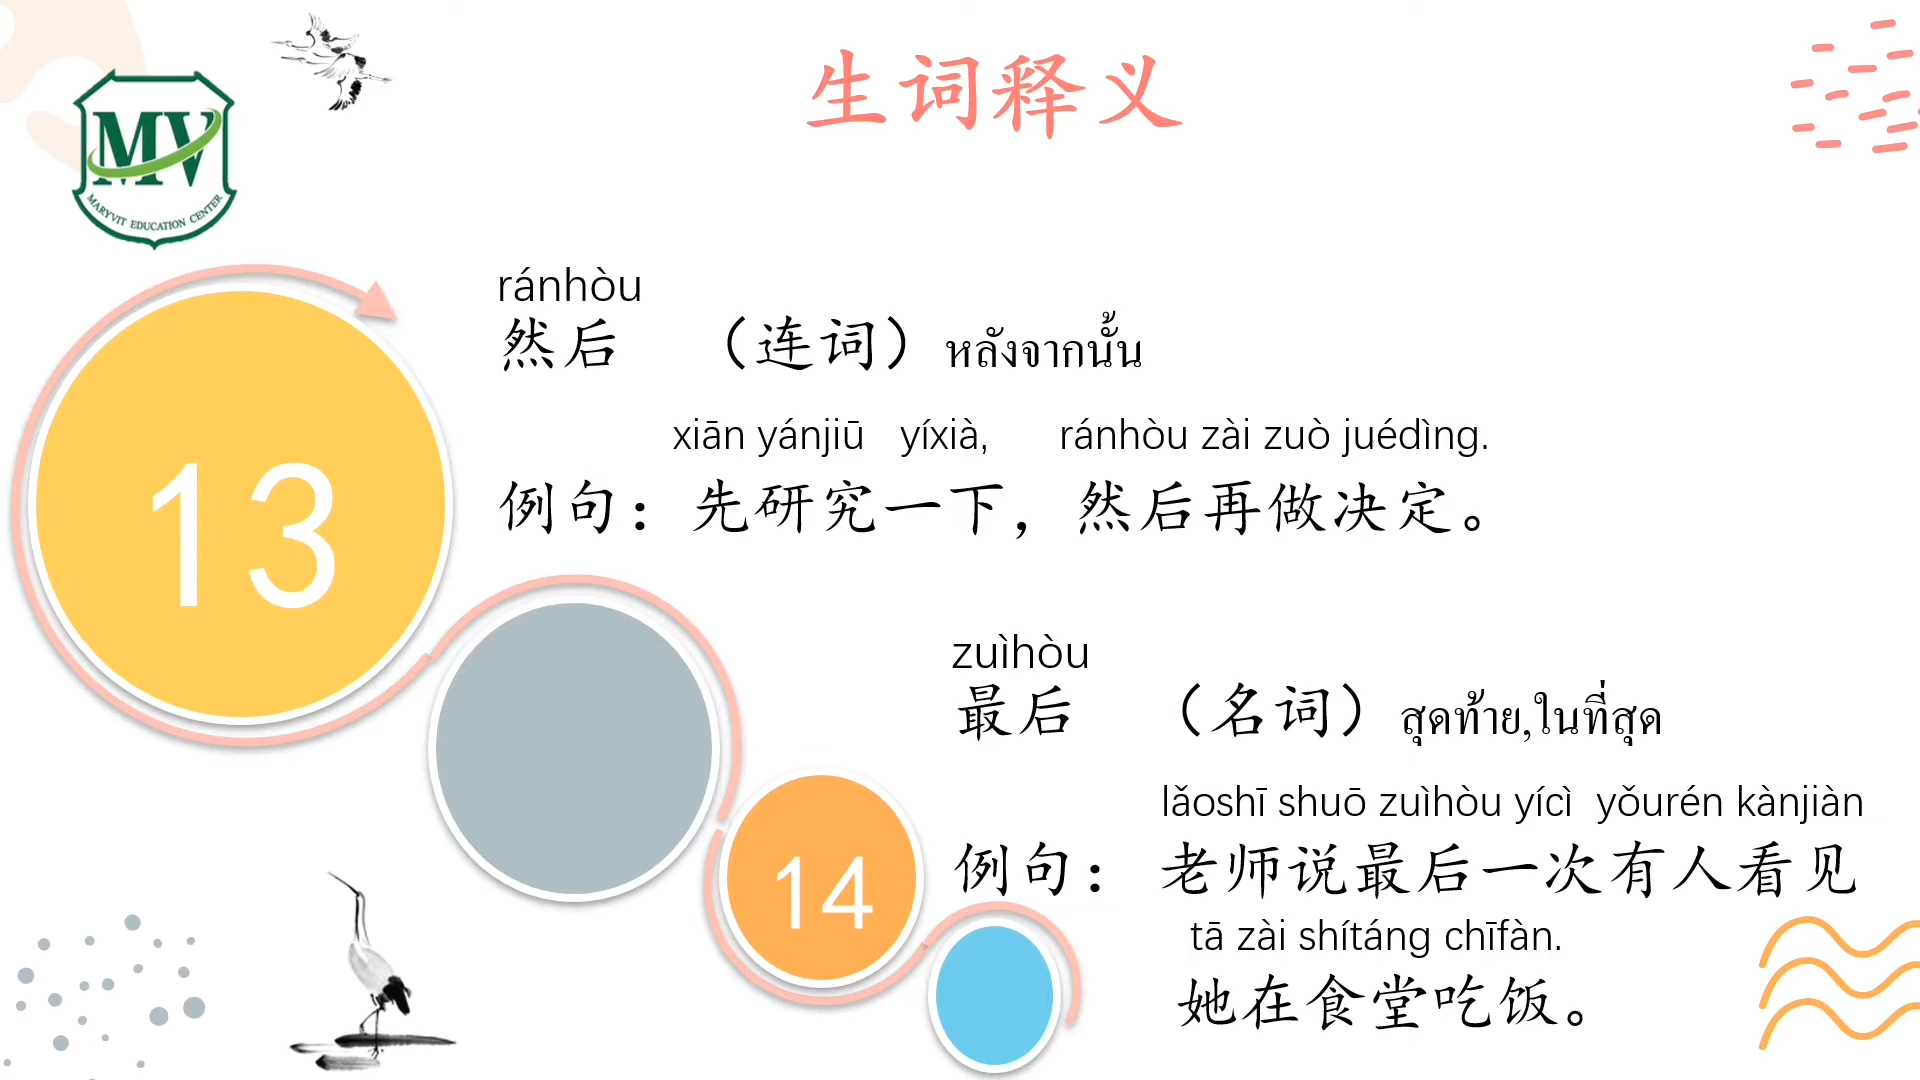 生词释义
MV
MARYVIT EDUCATION CENTER
13
ránhòu
然后 （连词）หลังจากนั้น
xiān yánjiū yíxià, ránhòu zài zuò juédìng.
例句：先研究一下，然后再做决定。
14
zuìhòu
最后 （名词）สุดท้าย,ในที่สุด
lǎoshī shuō zuìhòu yícì yǒurén kànjiàn
例句：老师说最后一次有人看见
tā zài shítáng chīfàn.
她在食堂吃饭。